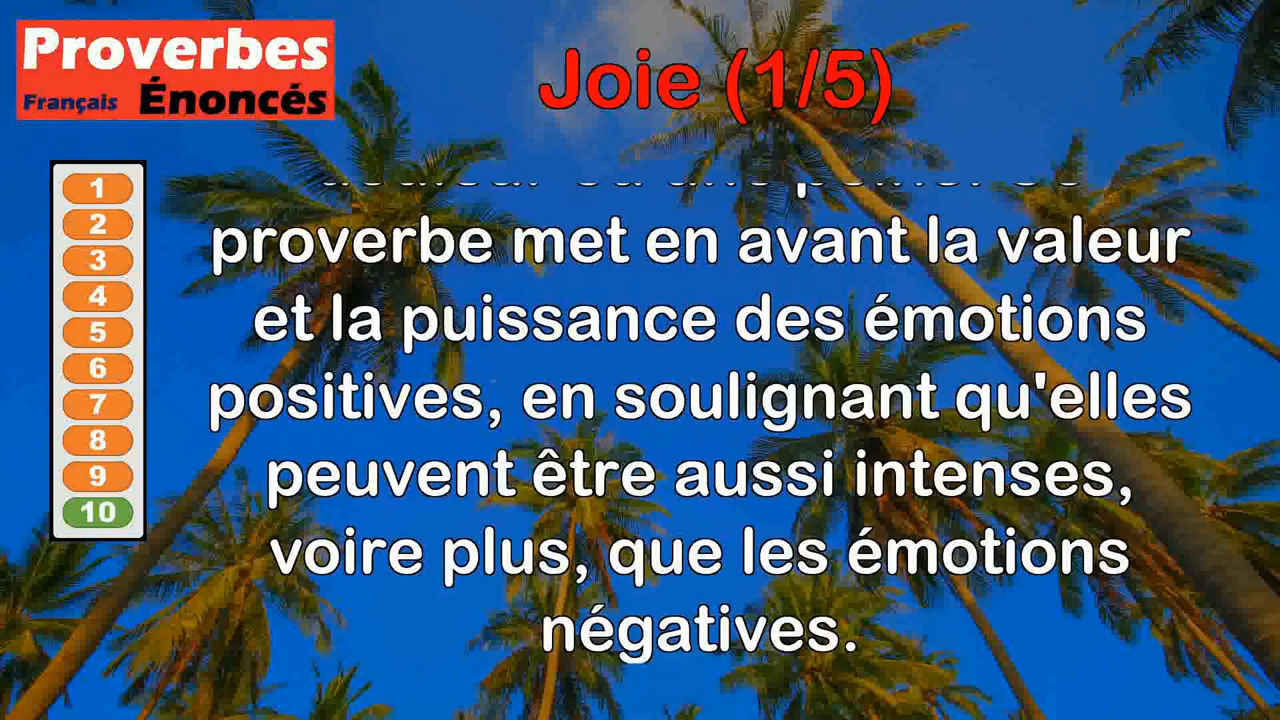 Proverbes
Français Énoncés
Joie (1/5)
1
2
3
4
5
6
7
8
9
10
proverbe met en avant la valeur
et la puissance des émotions
positives, en soulignant qu'elles
peuvent être aussi intenses,
voire plus, que les émotions
négatives.